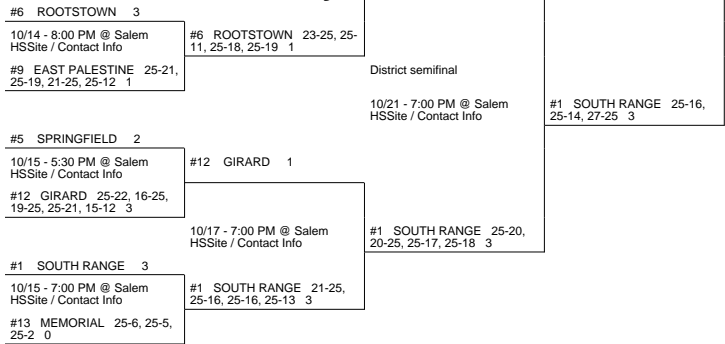 #6 ROOTSTOWN 3
10/14 - 8:00 PM @ Salem
HSSite / Contact Info
#9 EAST PALESTINE 25-21,
25-19, 21-25, 25-12 1
#6 ROOTSTOWN 23-25, 25-
11, 25-18, 25-19 1
District semifinal
10/21 - 7:00 PM @ Salem
HSSite / Contact Info
#1 SOUTH RANGE 25-16,
25-14, 27-25 3
#5 SPRINGFIELD 2
10/15 - 5:30 PM @ Salem
HSSite / Contact Info
#12 GIRARD 25-22, 16-25,
19-25, 25-21, 15-12 3
#12 GIRARD 1
10/17 - 7:00 PM @ Salem
HSSite / Contact Info
#1 SOUTH RANGE 25-20,
20-25, 25-17, 25-18 3
#1 SOUTH RANGE 3
10/15 - 7:00 PM @ Salem
HSSite / Contact Info
#13 MEMORIAL 25-6, 25-5,
25-2 0
#1 SOUTH RANGE 21-25,
25-16, 25-16, 25-13 3